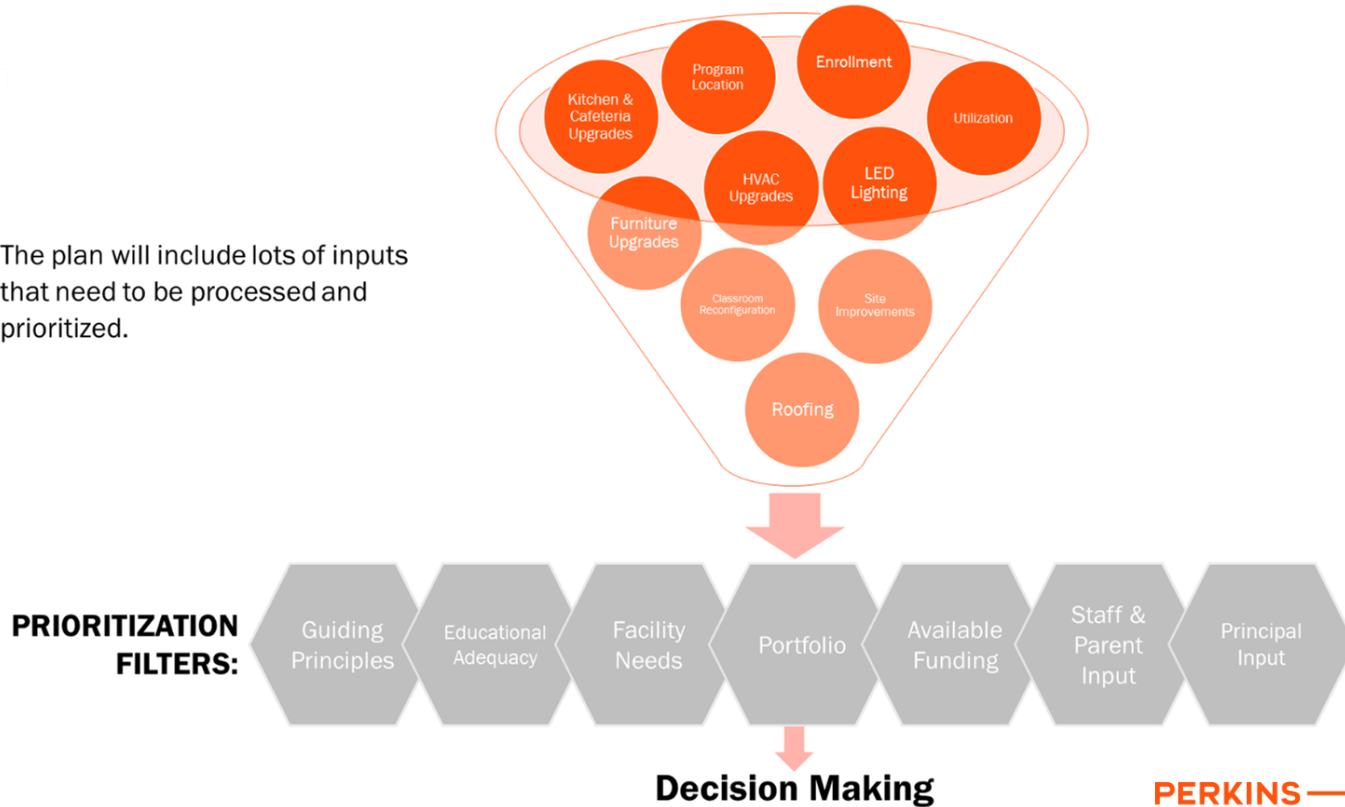 Enrollment
Program
Location
Kitchen &
Cafeteria
Upgrades
Utilization
HVAC
Upgrades
LED
Lighting
Furniture
Upgrades
The plan will include lots of inputs
that need to be processed and
prioritized.
Classroom
Reconfiguration
Site
Improvements
Roofing
PRIORITIZATION
FILTERS:
Guiding
Principles
Educational
Adequacy
Facility
Needs
Portfolio
Available
Funding
Staff &
Parent
Input
Principal
Input
Decision Making
PERKINS —